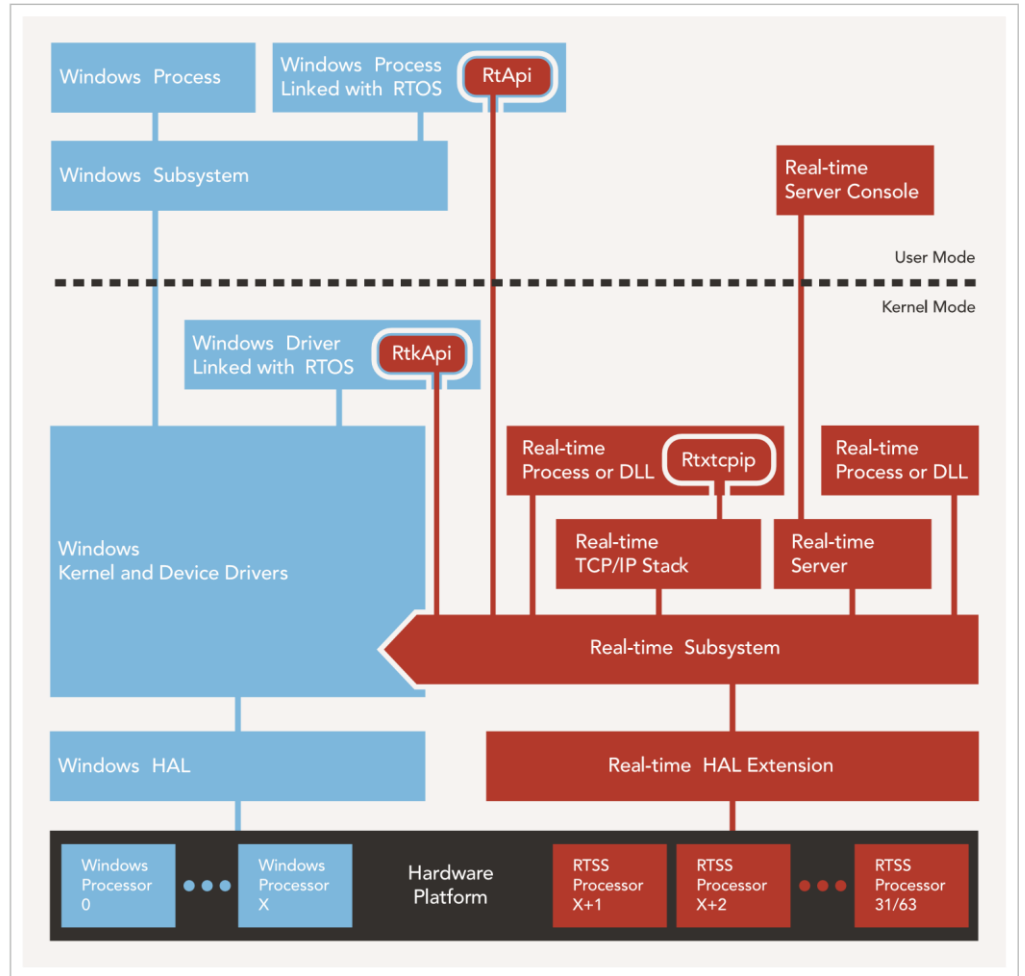 Windows Process
Windows Process
Linked with RTOS
RtApi
Windows Subsystem
Real-time
Server Console
User Mode
Kernel Mode
Windows Driver
Linked with RTOS
RtkApi
Real-time
Process or DLL
Rtxtcpip
Real-time
Process or DLL
Windows
Kernel and Device Drivers
Real-time
TCP/IP Stack
Real-time
Server
Real-time Subsystem
Windows HAL
Real-time HAL Extension
Windows
Processor
0
Windows
Processor
X
Hardware
Platform
RTSS
Processor
X+1
RTSS
Processor
X+2
RTSS
Processor
31/63